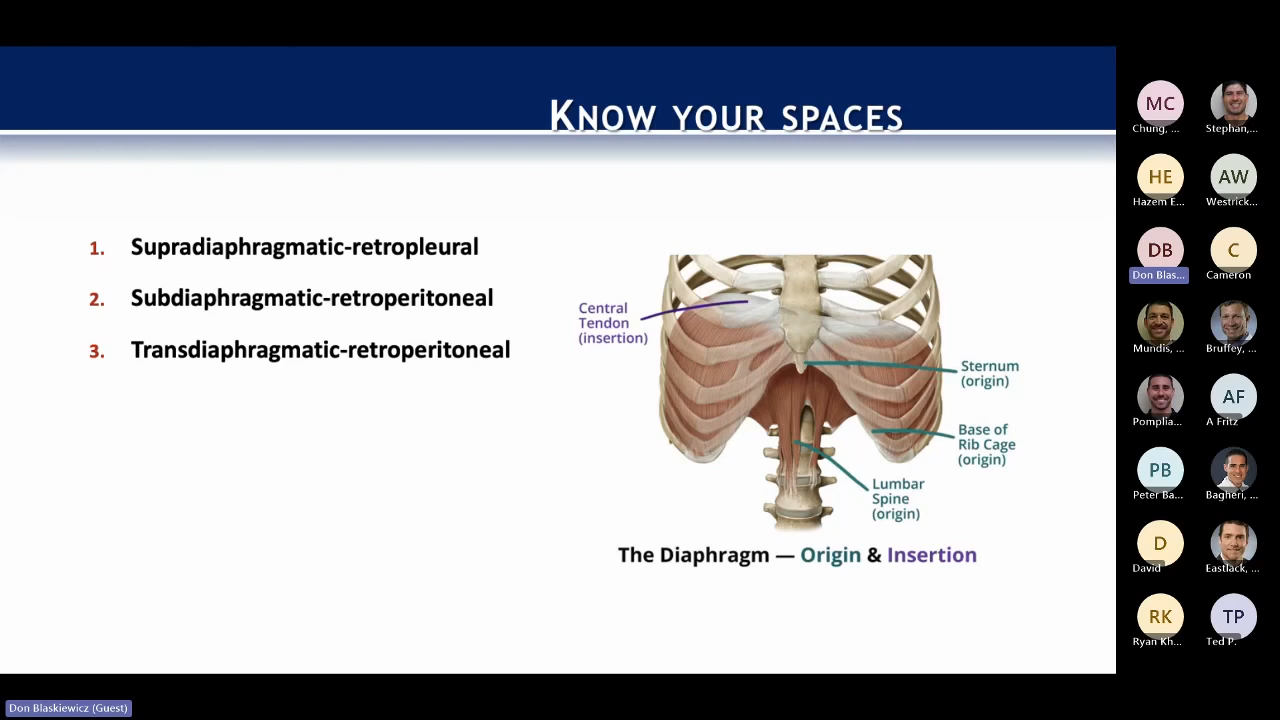 KNOW YOUR SPACES
1. Supradiaphragmatic-retropleural
2. Subdiaphragmatic-retroperitoneal
3. Transdiaphragmatic-retroperitoneal
Central
Tendon
(insertion)
Sternum
(origin)
Base of
Rib Cage
(origin)
Lumbar
Spine
(origin)
The Diaphragm — Origin & Insertion
MC
Chung, ...
Stephan,...
HE
Hazem E...
AW
Westrick...
DB
Don Blas...
C
Cameron
Mundis, ...
Bruffey, ...
Pomplia...
AF
A Fritz
PB
Peter Ba...
Bagheri, ...
D
David
Eastlack, ...
RK
Ryan Kh...
TP
Ted P.
Don Blaskiewicz (Guest)